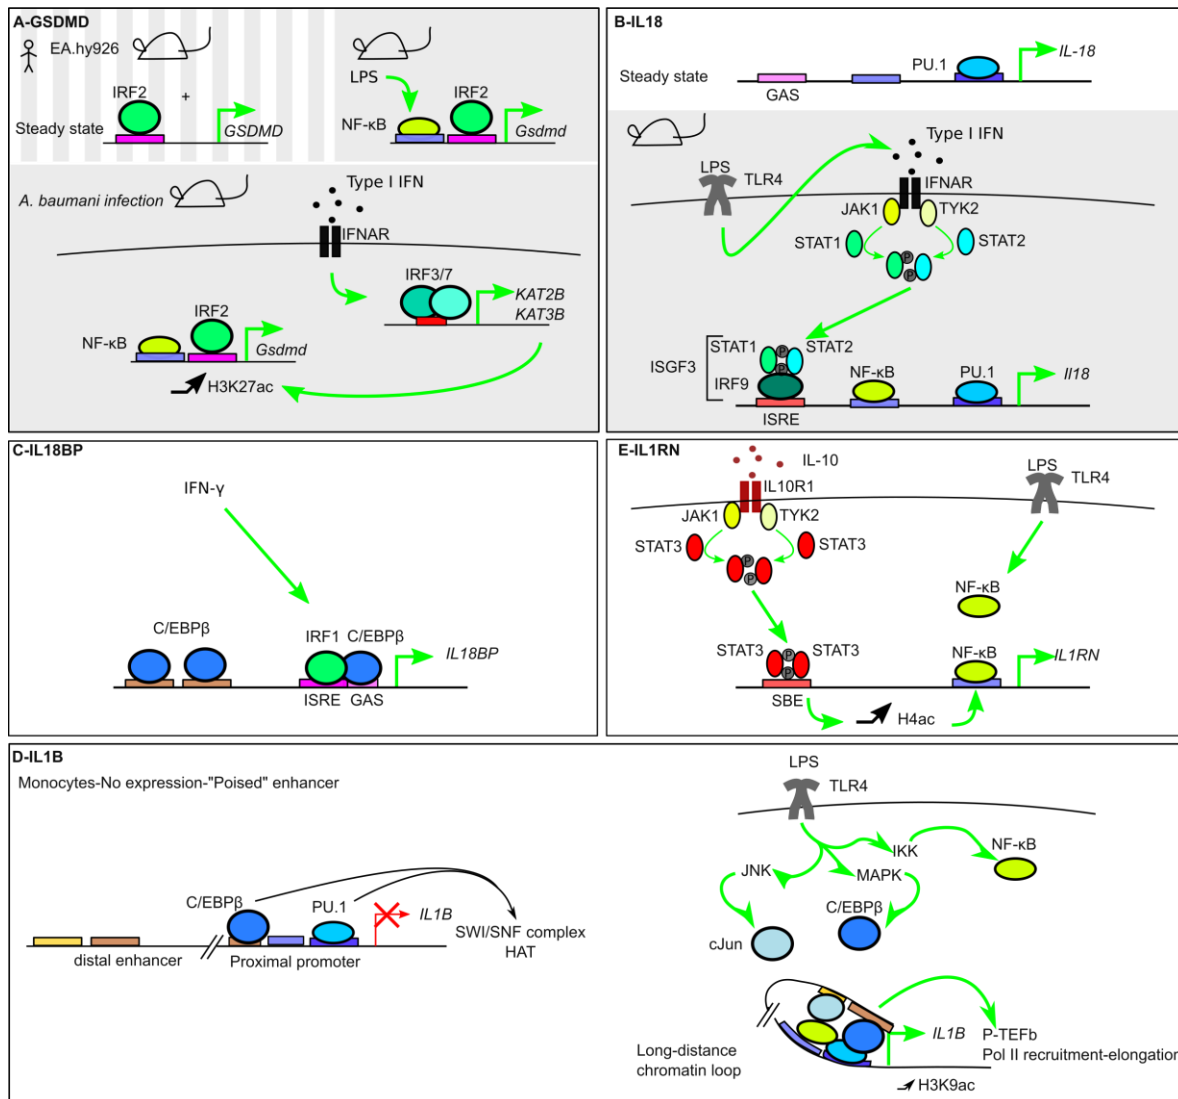 A-GSDMD
EA.hy926
IRF2
+
Steady state
GSDMD
LPS
NF-κB
IRF2
Gsdmd
A. baumani infection
Type I IFN
IFNAR
IRF3/7
KAT2B
KAT3B
NF-κB
IRF2
Gsdmd
H3K27ac
B-IL18
Steady state
GAS
PU.1
IL-18
Type I IFN
LPS
TLR4
IFNAR
JAK1
TYK2
STAT1
STAT2
P
P
ISGF3
STAT1
P
STAT2
P
IRF9
ISRE
NF-κB
PU.1
Il18
C-IL18BP
IFN-γ
C/EBPβ
IRF1
C/EBPβ
ISRE
GAS
IL18BP
E-IL1RN
IL-10
IL10R1
JAK1
TYK2
STAT3
STAT3
P
P
LPS
TLR4
NF-κB
STAT3
P
STAT3
P
SBE
NF-κB
IL1RN
H4ac
D-IL1B
Monocytes-No expression-"Poised" enhancer
distal enhancer
C/EBPβ
PU.1
IL1B
Proximal promoter
SWI/SNF complex
HAT
LPS
TLR4
JNK
MAPK
IKK
NF-κB
cJun
C/EBPβ
Long-distance
chromatin loop
IL1B
P-TEFb
Pol II recruitment-elongation
H3K9ac